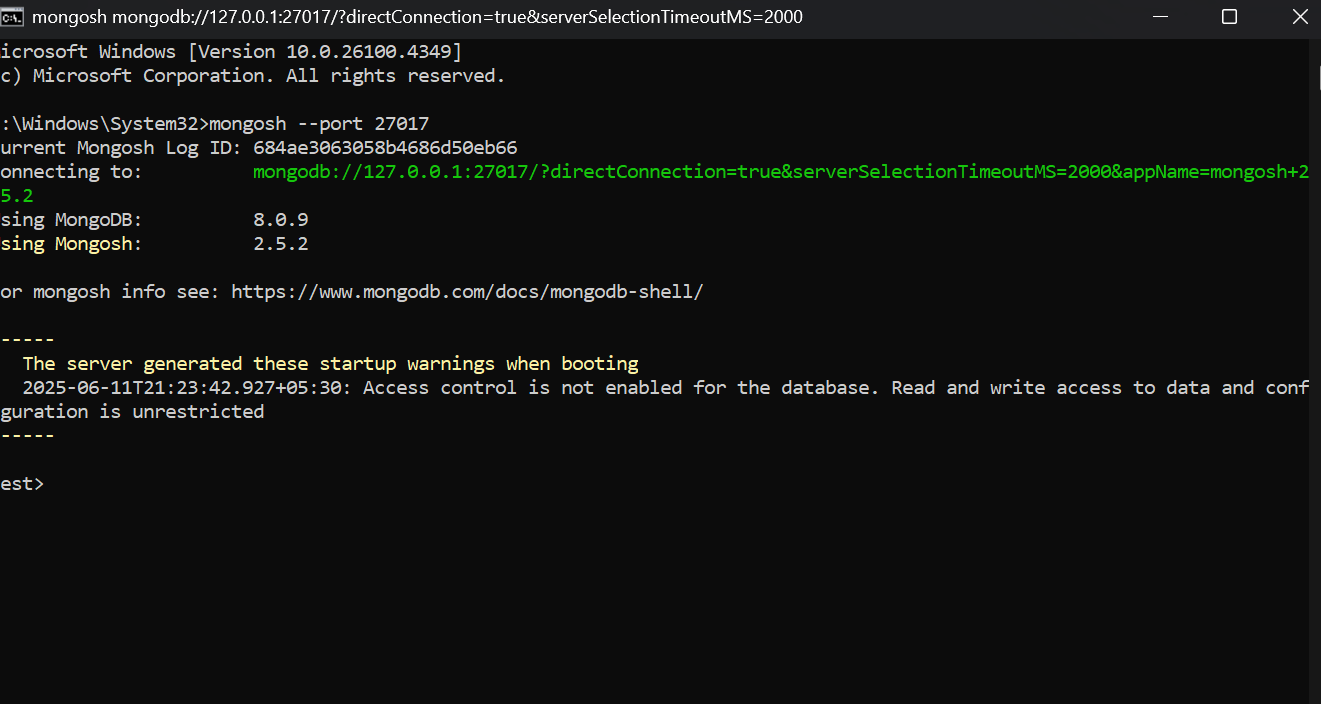 mongosh mongodb://127.0.0.1:27017/?directConnection=true&serverSelectionTimeoutMS=2000
icrosoft Windows [Version 10.0.26100.4349]
c) Microsoft Corporation. All rights reserved.
:\Windows\System32>mongosh --port 27017
urrent Mongosh Log ID: 684ae3063058b4686d50eb66
onnecting to: mongodb://127.0.0.1:27017/?directConnection=true&serverSelectionTimeoutMS=2000&appName=mongosh+2
5.2
sing MongoDB: 8.0.9
sing Mongosh: 2.5.2
or mongosh info see: https://www.mongodb.com/docs/mongodb-shell/
-----
The server generated these startup warnings when booting
2025-06-11T21:23:42.927+05:30: Access control is not enabled for the database. Read and write access to data and conf
guration is unrestricted
-----
est>